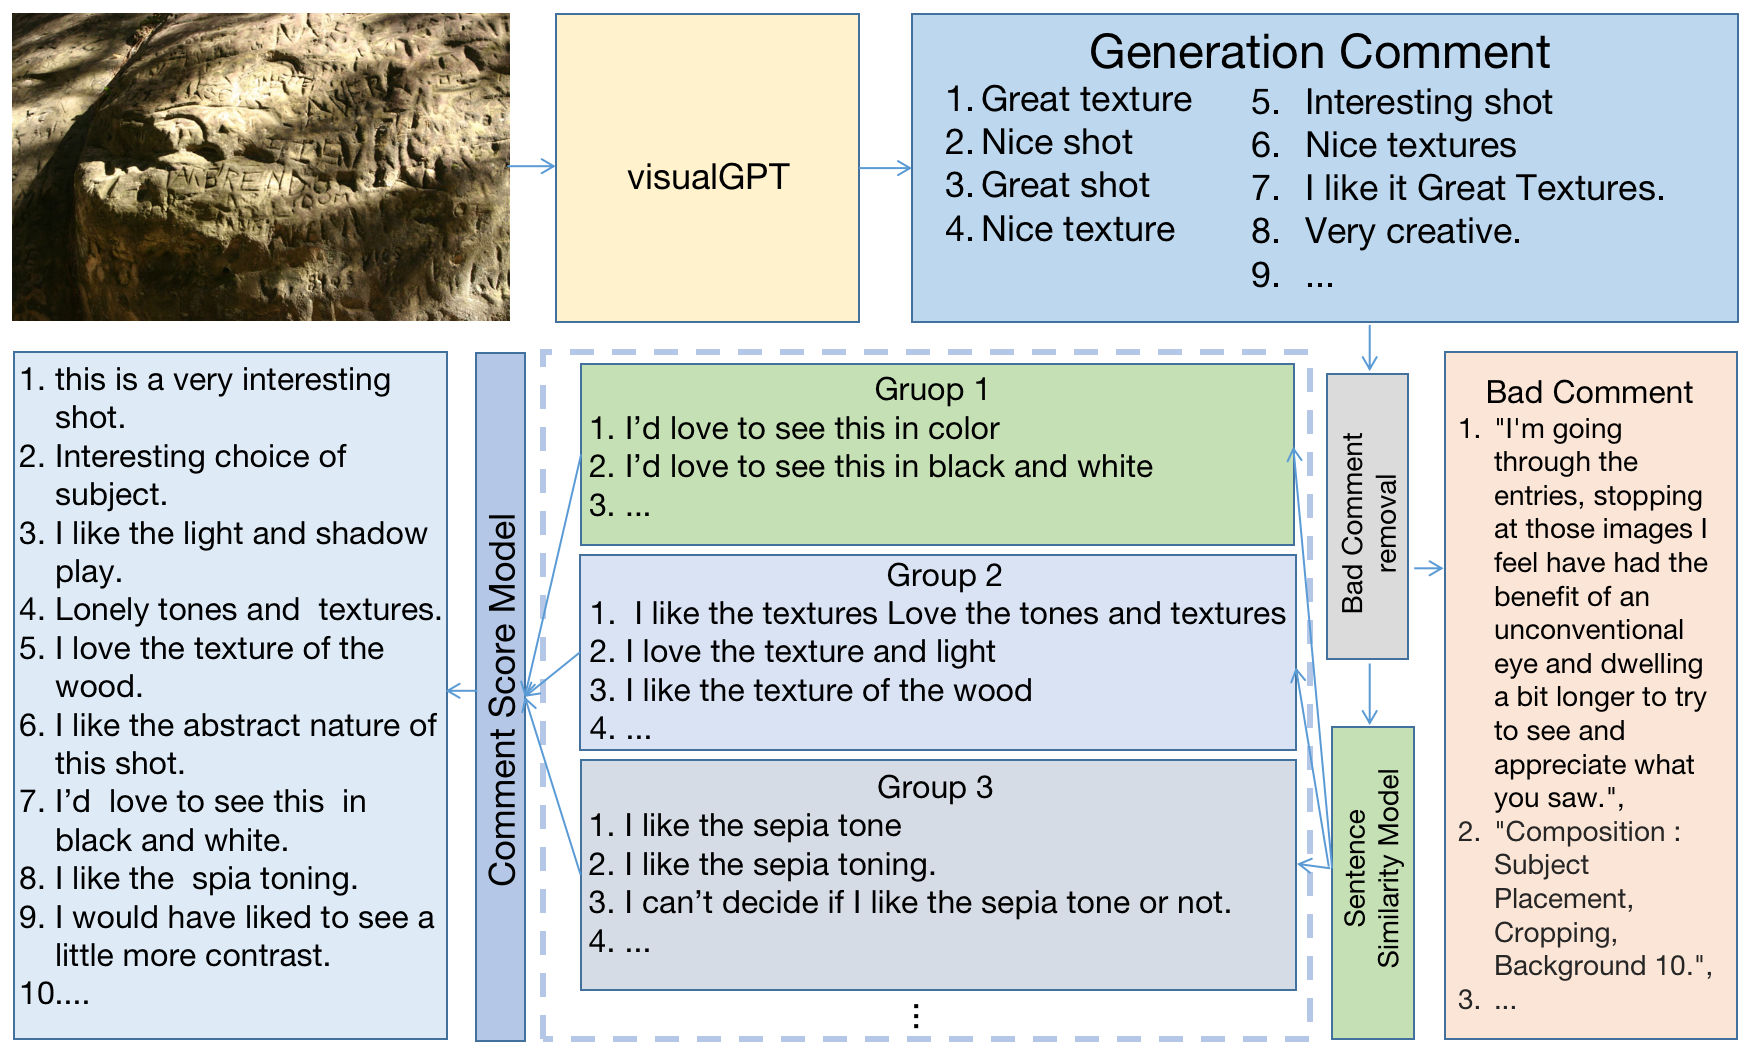 visualGPT
Generation Comment
1. Great texture
2. Nice shot
3. Great shot
4. Nice texture
5. Interesting shot
6. Nice textures
7. I like it Great Textures.
8. Very creative.
9. ...
Bad Comment
removal
Bad Comment
1. "I'm going
through the
entries, stopping
at those images I
feel have had the
benefit of an
unconventional
eye and dwelling
a bit longer to try
to see and
appreciate what
you saw.",
2. "Composition :
Subject
Placement,
Cropping,
Background 10.",
3. ...
Sentence
Similarity Model
Gruop 1
1. I’d love to see this in color
2. I’d love to see this in black and white
3. ...
Group 2
1. I like the textures Love the tones and textures
2. I love the texture and light
3. I like the texture of the wood
4. ...
Group 3
1. I like the sepia tone
2. I like the sepia toning.
3. I can’t decide if I like the sepia tone or not.
4. ...
⋮
Comment Score Model
1. this is a very interesting
shot.
2. Interesting choice of
subject.
3. I like the light and shadow
play.
4. Lonely tones and  textures.
5. I love the texture of the
wood.
6. I like the abstract nature of
this shot.
7. I’d  love to see this  in
black and white.
8. I like the  spia toning.
9. I would have liked to see a
little more contrast.
10....